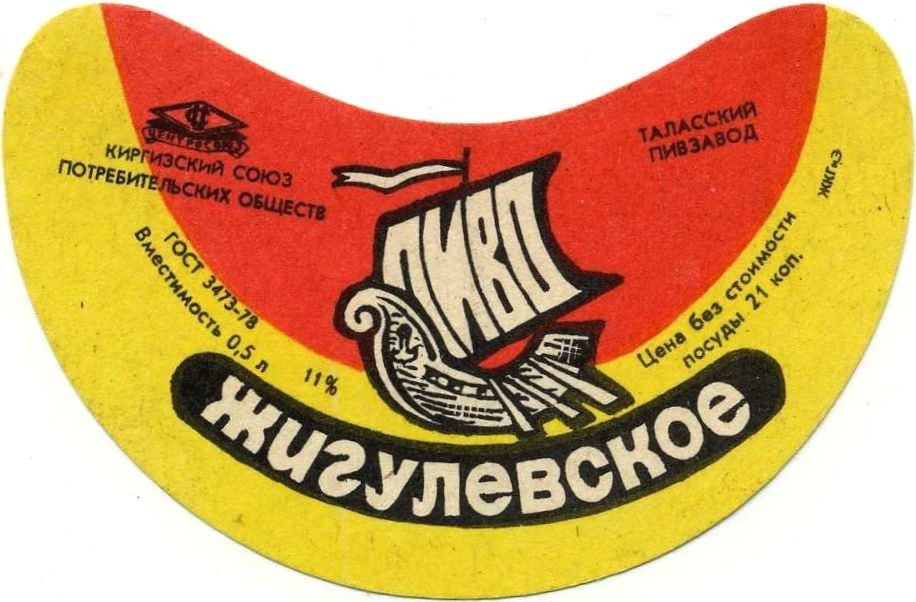 ЦЕНТРОСОЮЗ
КИРГИЗСКИЙ СОЮЗ
ПОТРЕБИТЕЛЬСКИХ ОБЩЕСТВ
ТАЛАССКИЙ
ПИВЗАВОД
ПИВО
ГОСТ 3473-78
Вместимость 0,5 л
11%
Цена без стоимости
посуды 21 коп.
ЖИГУЛЕВСКОЕ